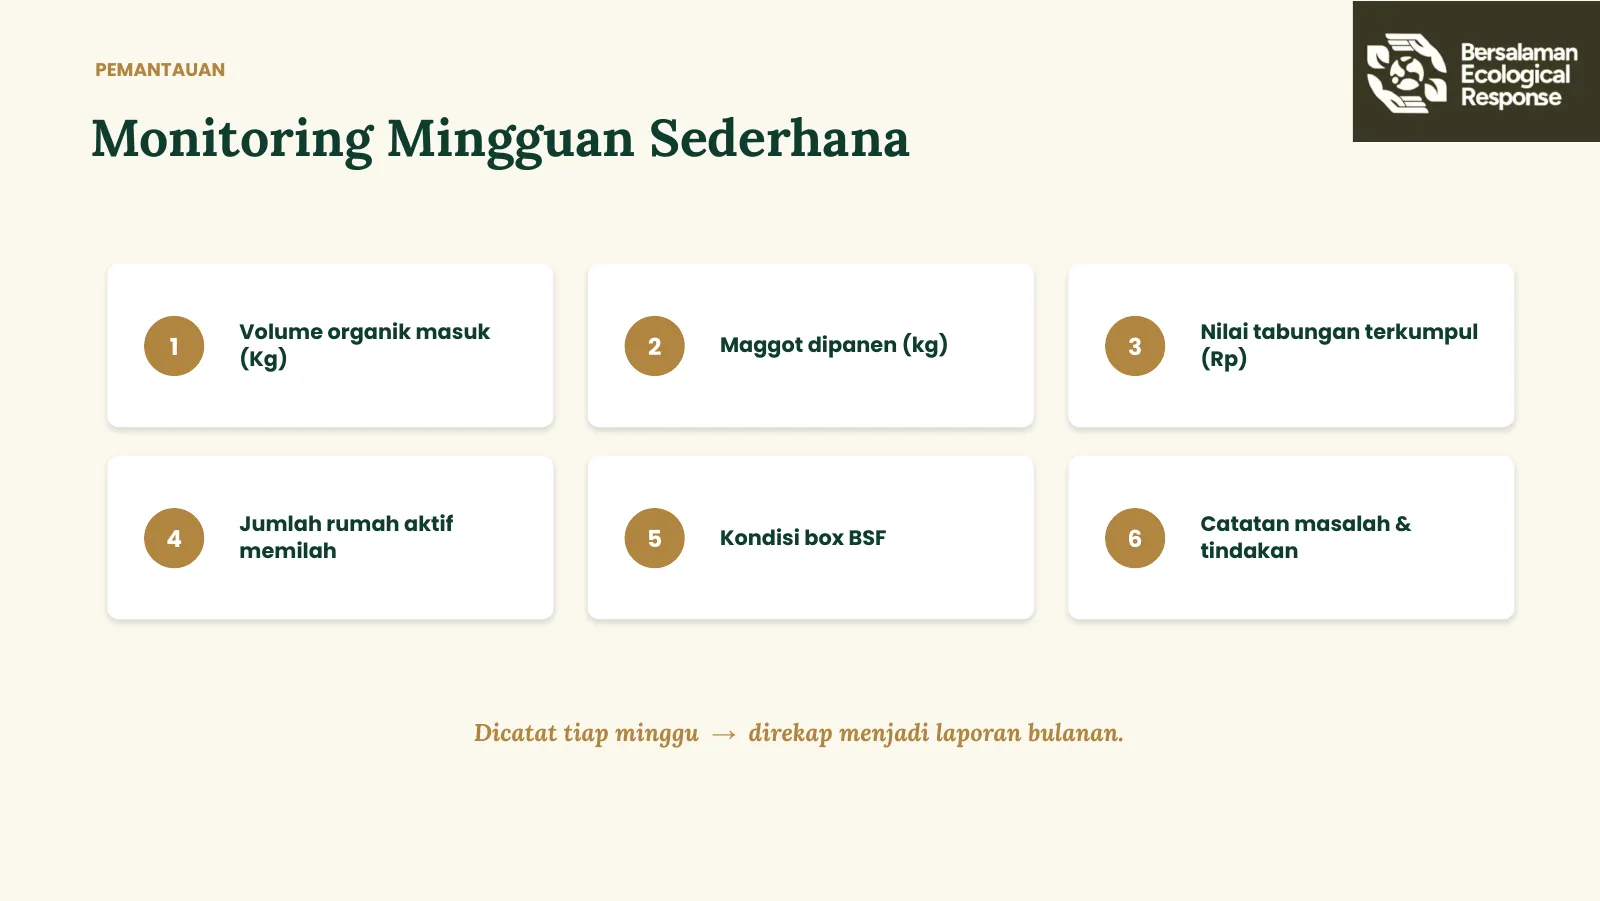 PEMANTAUAN
Bersalaman
Ecological
Response
Monitoring Mingguan Sederhana
1
Volume organik masuk
(Kg)
2
Maggot dipanen (kg)
3
Nilai tabungan terkumpul
(Rp)
4
Jumlah rumah aktif
memilah
5
Kondisi box BSF
6
Catatan masalah &
tindakan
Dicatat tiap minggu → direkap menjadi laporan bulanan.